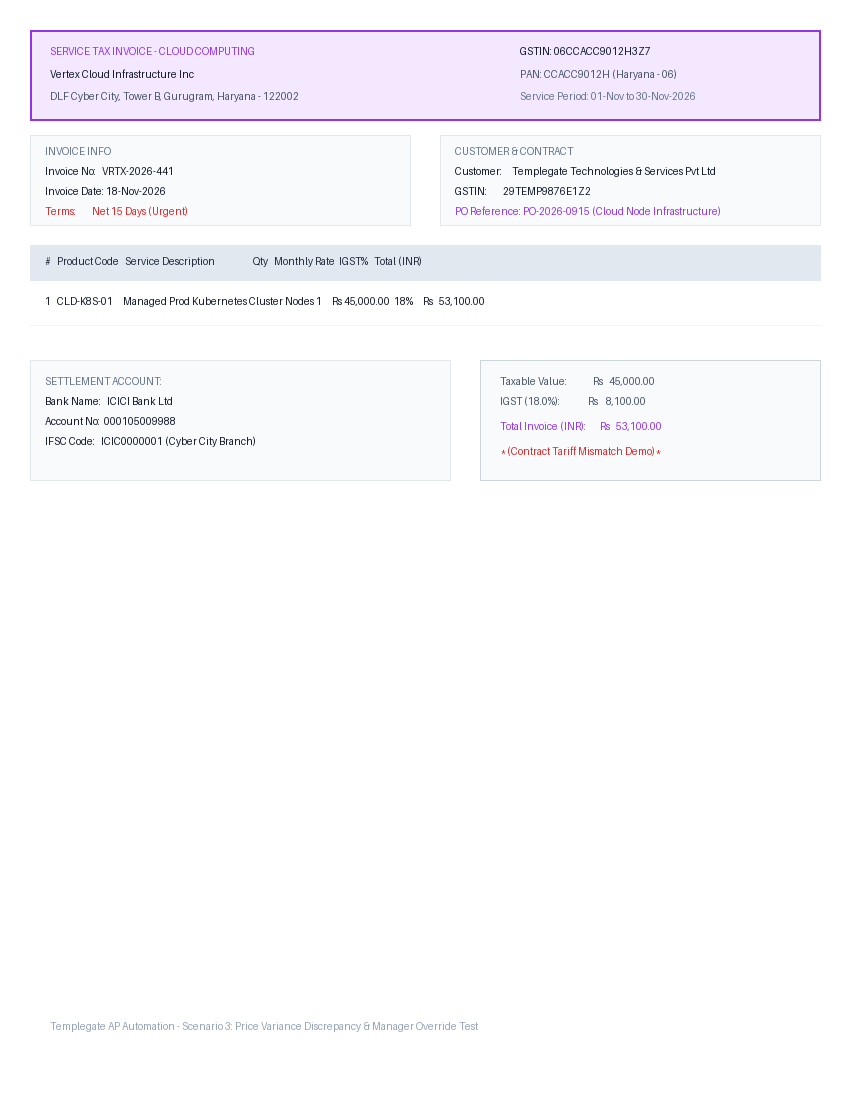 SERVICE TAX INVOICE - CLOUD COMPUTING
Vertex Cloud Infrastructure Inc
DLF Cyber City, Tower B, Gurugram, Haryana - 122002
GSTIN: 06CCACC9012H3Z7
PAN: CCACC9012H (Haryana - 06)
Service Period: 01-Nov to 30-Nov-2026
INVOICE INFO
Invoice No: VRTX-2026-441
Invoice Date: 18-Nov-2026
Terms: Net 15 Days (Urgent)
CUSTOMER & CONTRACT
Customer: Templegate Technologies & Services Pvt Ltd
GSTIN: 29TEMP9876E1Z2
PO Reference: PO-2026-0915 (Cloud Node Infrastructure)
# Product Code Service Description Qty Monthly Rate IGST% Total (INR)
1 CLD-K8S-01 Managed Prod Kubernetes Cluster Nodes 1 Rs 45,000.00 18% Rs 53,100.00
SETTLEMENT ACCOUNT:
Bank Name: ICICI Bank Ltd
Account No: 000105009988
IFSC Code: ICIC0000001 (Cyber City Branch)
Taxable Value: Rs 45,000.00
IGST (18.0%): Rs 8,100.00
Total Invoice (INR): Rs 53,100.00
*(Contract Tariff Mismatch Demo)*
Templegate AP Automation - Scenario 3: Price Variance Discrepancy & Manager Override Test